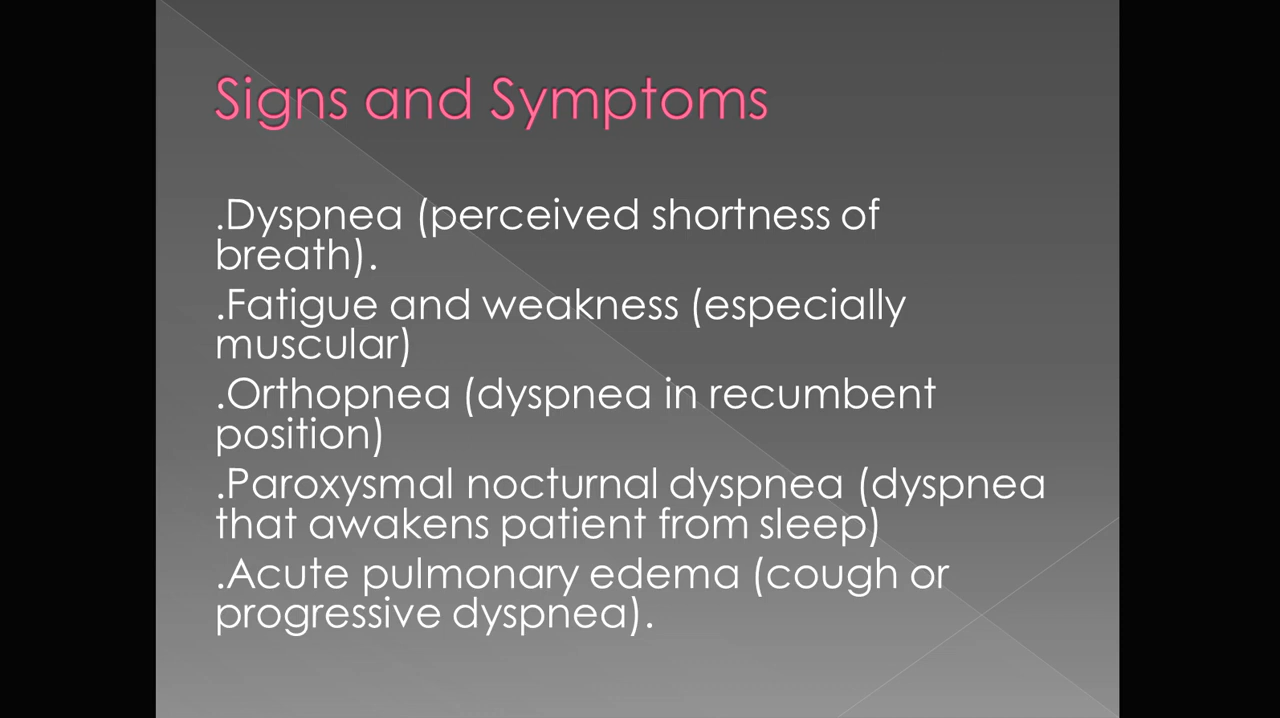 Signs and Symptoms
.Dyspnea (perceived shortness of
breath).
.Fatigue and weakness (especially
muscular)
.Orthopnea (dyspnea in recumbent
position)
.Paroxysmal nocturnal dyspnea (dyspnea
that awakens patient from sleep)
.Acute pulmonary edema (cough or
progressive dyspnea).